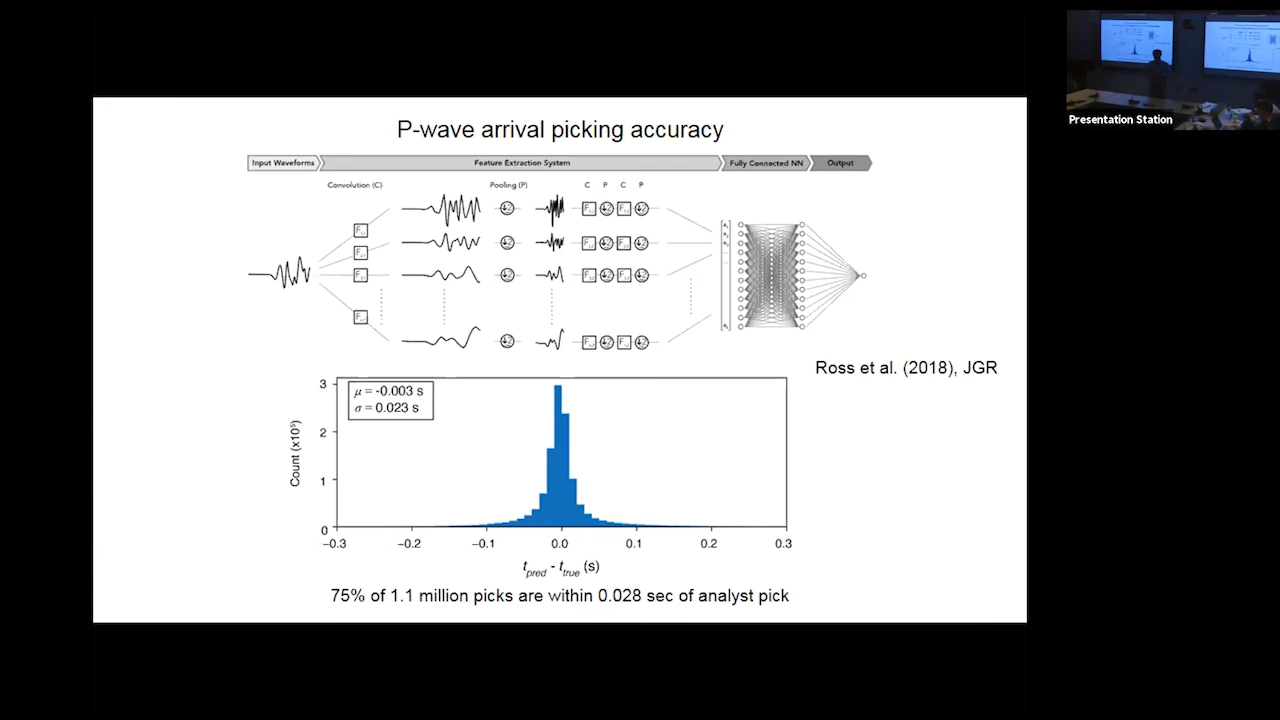 Presentation Station
P-wave arrival picking accuracy
Input Waveforms
Feature Extraction System
Fully Connected NN
Output
Convolution (C)
Pooling (P)
C P C P
Ross et al. (2018), JGR
μ = -0.003 s
σ = 0.023 s
Count (x10⁵)
3
2
1
0
−0.3 −0.2 −0.1 0.0 0.1 0.2 0.3
t_pred - t_true (s)
75% of 1.1 million picks are within 0.028 sec of analyst pick